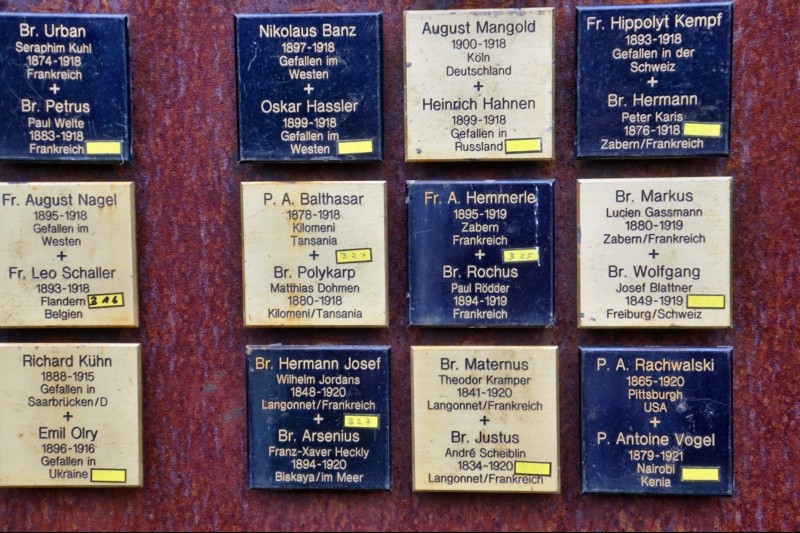 Br. Urban
Seraphim Kuhl
1874-1918
Frankreich
+
Br. Petrus
Paul Welte
1883-1918
Frankreich
Nikolaus Banz
1897-1918
Gefallen im
Westen
+
Oskar Hassler
1899-1918
Gefallen im
Westen
August Mangold
1900-1918
Köln
Deutschland
+
Heinrich Hahnen
1899-1918
Gefallen in
Russland
Fr. Hippolyt Kempf
1893-1918
Gefallen in der
Schweiz
+
Br. Hermann
Peter Karis
1876-1918
Zabern/Frankreich
Fr. August Nagel
1895-1918
Gefallen im
Westen
+
Fr. Leo Schaller
1893-1918
Flandern 316
Belgien
P. A. Balthasar
1878-1918
Kilomeni
Tansania
+ 324
Br. Polykarp
Matthias Dohmen
1880-1918
Kilomeni/Tansania
Fr. A. Hemmerle
1895-1919
Zabern
Frankreich
+ 325
Br. Rochus
Paul Rödder
1894-1919
Frankreich
Br. Markus
Lucien Gassmann
1880-1919
Zabern/Frankreich
+
Br. Wolfgang
Josef Blattner
1849-1919
Freiburg/Schweiz
Richard Kühn
1888-1915
Gefallen in
Saarbrücken/D
+
Emil Olry
1896-1916
Gefallen in
Ukraine
Br. Hermann Josef
Wilhelm Jordans
1848-1920
Langonnet/Frankreich
+ 327
Br. Arsenius
Franz-Xaver Heckly
1894-1920
Biskaya/im Meer
Br. Maternus
Theodor Kramper
1841-1920
Langonnet/Frankreich
+
Br. Justus
André Scheiblin
1834-1920
Langonnet/Frankreich
P. A. Rachwalski
1865-1920
Pittsburgh
USA
+
P. Antoine Vogel
1879-1921
Nairobi
Kenia